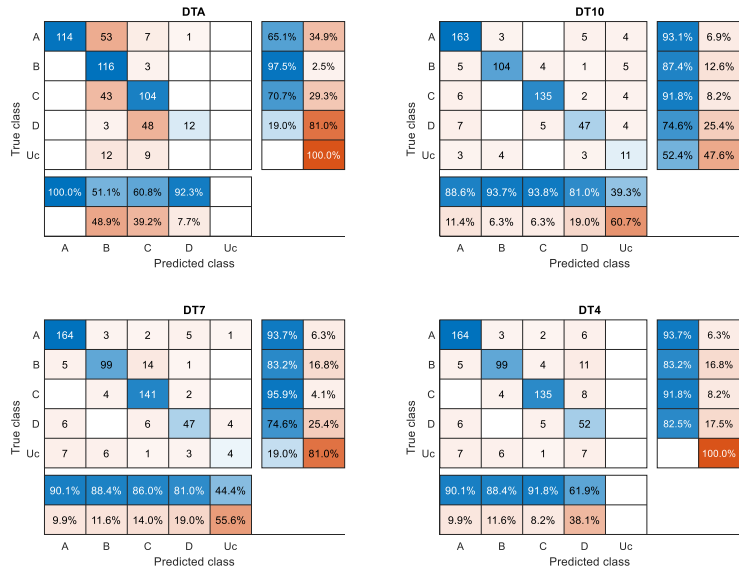 DTA
A 114 53 7 1 65.1% 34.9%
B 116 3 97.5% 2.5%
C 43 104 70.7% 29.3%
D 3 48 12 19.0% 81.0%
Uc 12 9 100.0%
100.0% 51.1% 60.8% 92.3%
48.9% 39.2% 7.7%
A B C D Uc
Predicted class
True class
DT10
A 163 3 5 4 93.1% 6.9%
B 5 104 4 1 5 87.4% 12.6%
C 6 135 2 4 91.8% 8.2%
D 7 5 47 4 74.6% 25.4%
Uc 3 4 3 11 52.4% 47.6%
88.6% 93.7% 93.8% 81.0% 39.3%
11.4% 6.3% 6.3% 19.0% 60.7%
A B C D Uc
Predicted class
True class
DT7
A 164 3 2 5 1 93.7% 6.3%
B 5 99 14 1 83.2% 16.8%
C 4 141 2 95.9% 4.1%
D 6 6 47 4 74.6% 25.4%
Uc 7 6 1 3 4 19.0% 81.0%
90.1% 88.4% 86.0% 81.0% 44.4%
9.9% 11.6% 14.0% 19.0% 55.6%
A B C D Uc
Predicted class
True class
DT4
A 164 3 2 6 93.7% 6.3%
B 5 99 4 11 83.2% 16.8%
C 4 135 8 91.8% 8.2%
D 6 5 52 82.5% 17.5%
Uc 7 6 1 7 100.0%
90.1% 88.4% 91.8% 61.9%
9.9% 11.6% 8.2% 38.1%
A B C D Uc
Predicted class
True class